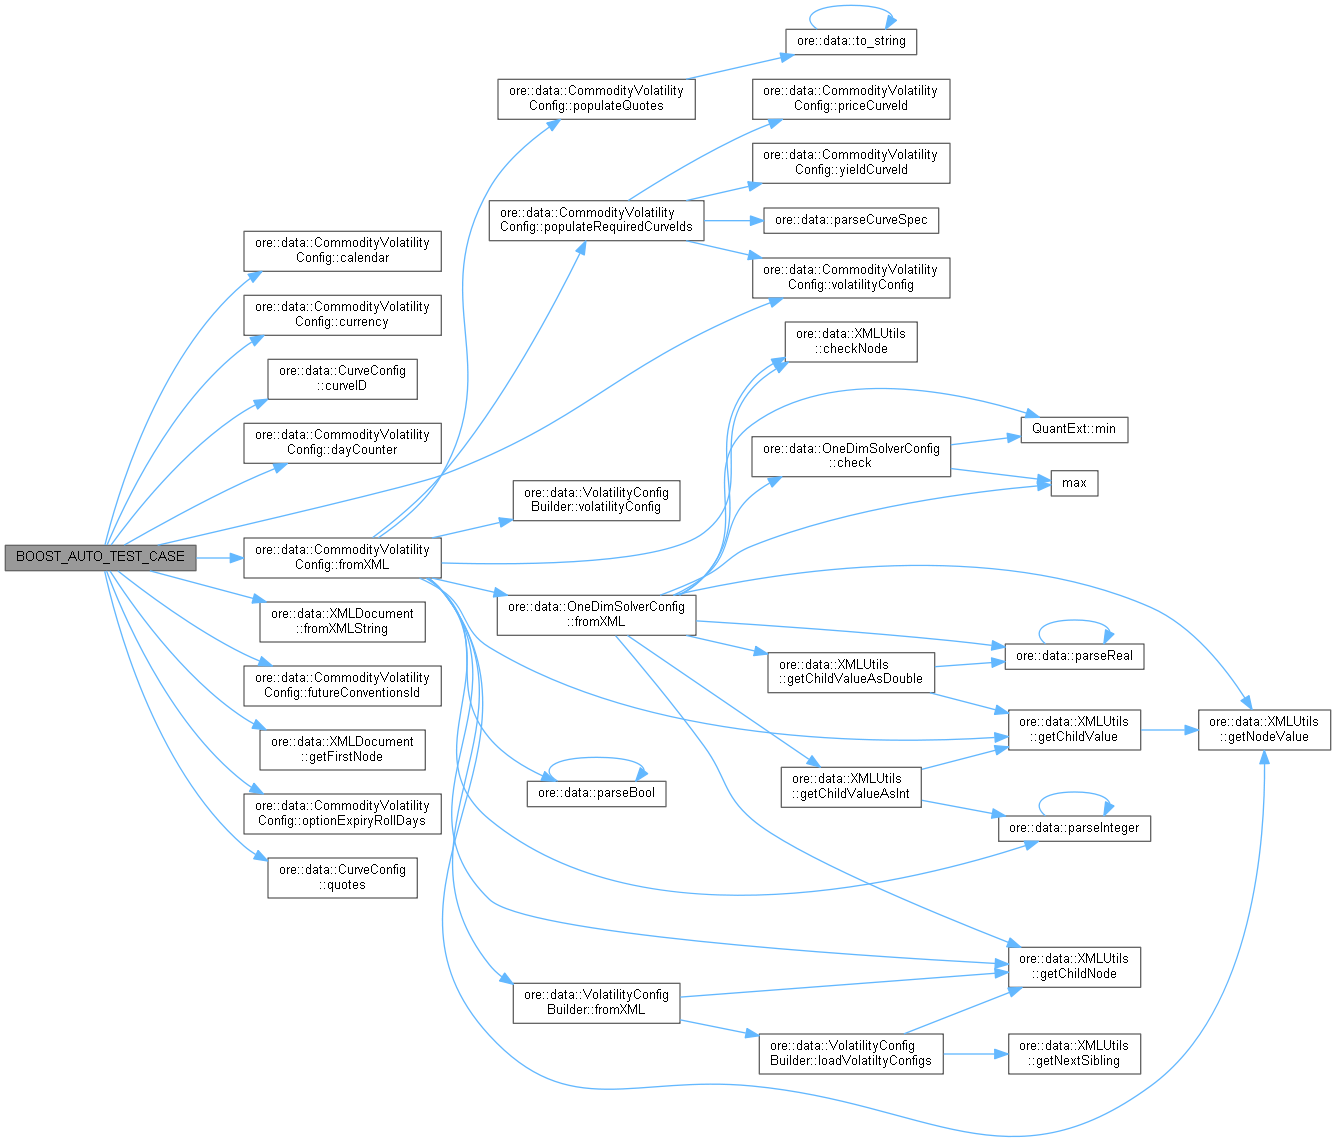 BOOST_AUTO_TEST_CASE
ore::data::CommodityVolatility
Config::calendar
ore::data::CommodityVolatility
Config::currency
ore::data::CurveConfig
::curveID
ore::data::CommodityVolatility
Config::dayCounter
ore::data::CommodityVolatility
Config::fromXML
ore::data::XMLDocument
::fromXMLString
ore::data::CommodityVolatility
Config::futureConventionsId
ore::data::XMLDocument
::getFirstNode
ore::data::CommodityVolatility
Config::optionExpiryRollDays
ore::data::CurveConfig
::quotes
ore::data::CommodityVolatility
Config::populateQuotes
ore::data::CommodityVolatility
Config::populateRequiredCurveIds
ore::data::VolatilityConfig
Builder::volatilityConfig
ore::data::OneDimSolverConfig
::fromXML
ore::data::parseBool
ore::data::VolatilityConfig
Builder::fromXML
ore::data::to_string
ore::data::CommodityVolatility
Config::priceCurveId
ore::data::CommodityVolatility
Config::yieldCurveId
ore::data::parseCurveSpec
ore::data::CommodityVolatility
Config::volatilityConfig
ore::data::XMLUtils
::checkNode
ore::data::OneDimSolverConfig
::check
ore::data::XMLUtils
::getChildValueAsDouble
ore::data::XMLUtils
::getChildValueAsInt
ore::data::VolatilityConfig
Builder::loadVolatiltyConfigs
QuantExt::min
max
ore::data::parseReal
ore::data::XMLUtils
::getChildValue
ore::data::parseInteger
ore::data::XMLUtils
::getChildNode
ore::data::XMLUtils
::getNextSibling
ore::data::XMLUtils
::getNodeValue